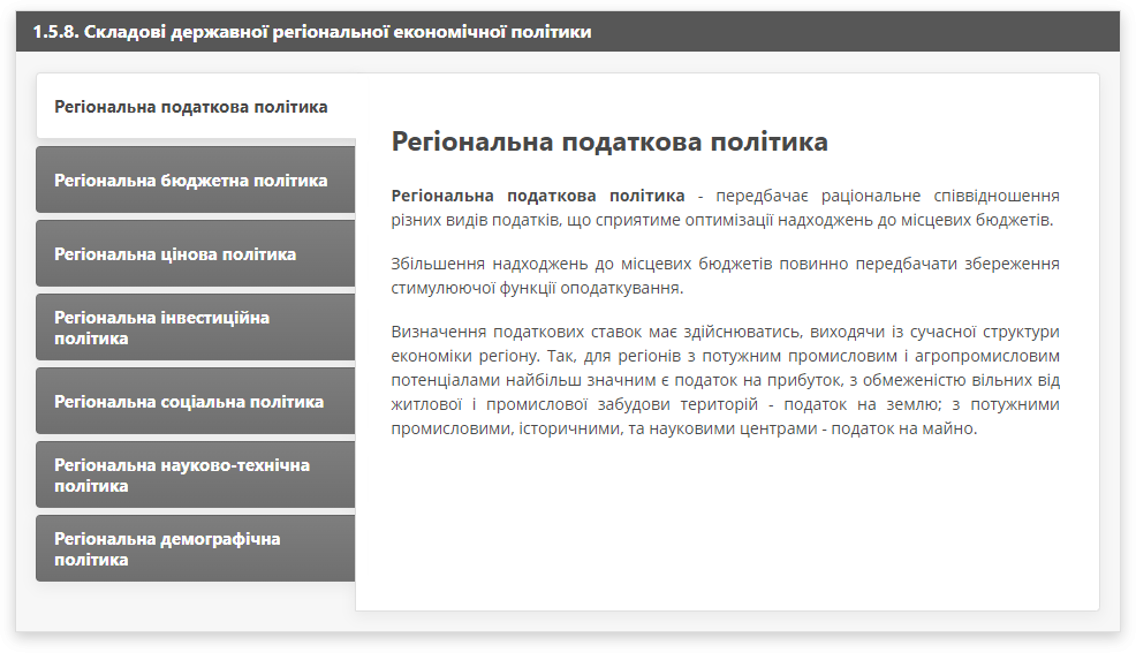 1.5.8. Складові державної регіональної економічної політики
Регіональна податкова політика
Регіональна бюджетна політика
Регіональна цінова політика
Регіональна інвестиційна
політика
Регіональна соціальна політика
Регіональна науково-технічна
політика
Регіональна демографічна
політика
Регіональна податкова політика
Регіональна податкова політика - передбачає раціональне співвідношення
різних видів податків, що сприятиме оптимізації надходжень до місцевих бюджетів.
Збільшення надходжень до місцевих бюджетів повинно передбачати збереження
стимулюючої функції оподаткування.
Визначення податкових ставок має здійснюватись, виходячи із сучасної структури
економіки регіону. Так, для регіонів з потужним промисловим і агропромисловим
потенціалами найбільш значним є податок на прибуток, з обмеженістю вільних від
житлової і промислової забудови територій - податок на землю; з потужними
промисловими, історичними, та науковими центрами - податок на майно.